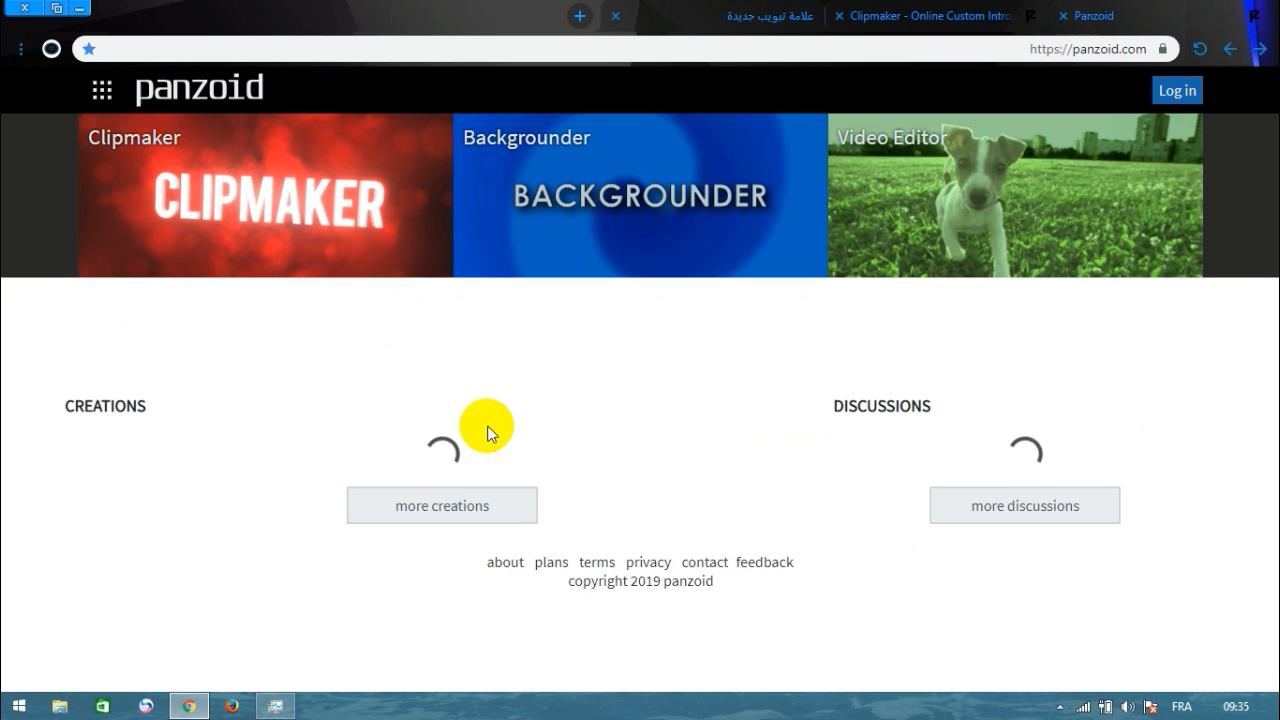 علامة تبويب جديدة
Clipmaker - Online Custom Intro
Panzoid
https://panzoid.com
panzoid
Log in
Clipmaker
CLIPMAKER
Backgrounder
BACKGROUNDER
Video Editor
CREATIONS
DISCUSSIONS
more creations
more discussions
about plans terms privacy contact feedback
copyright 2019 panzoid
FRA
09:35